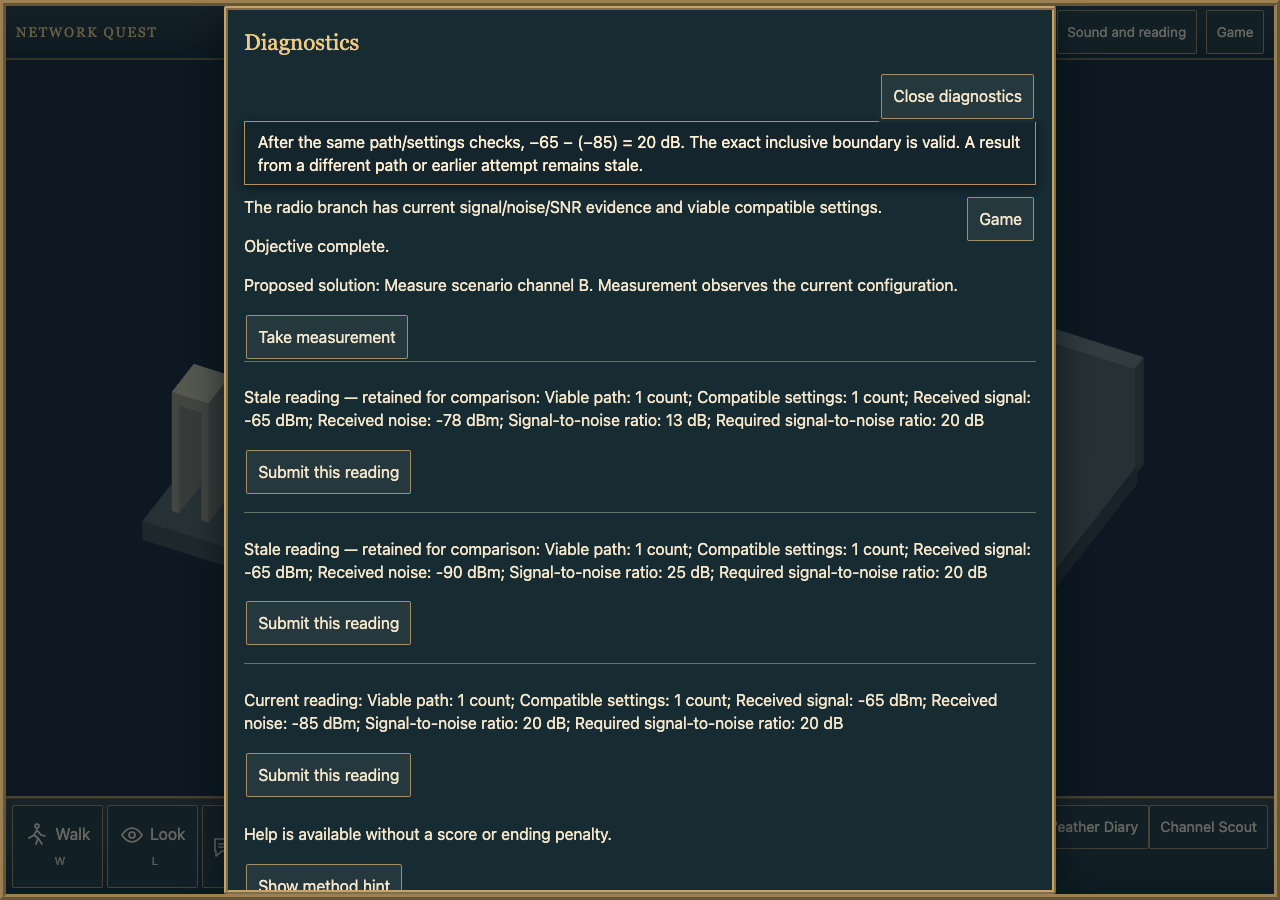 NETWORK QUEST
Sound and reading
Game
Diagnostics
Close diagnostics
After the same path/settings checks, −65 − (−85) = 20 dB. The exact inclusive boundary is valid. A result
from a different path or earlier attempt remains stale.
The radio branch has current signal/noise/SNR evidence and viable compatible settings.
Game
Objective complete.
Proposed solution: Measure scenario channel B. Measurement observes the current configuration.
Take measurement
Stale reading — retained for comparison: Viable path: 1 count; Compatible settings: 1 count; Received signal:
-65 dBm; Received noise: -78 dBm; Signal-to-noise ratio: 13 dB; Required signal-to-noise ratio: 20 dB
Submit this reading
Stale reading — retained for comparison: Viable path: 1 count; Compatible settings: 1 count; Received signal:
-65 dBm; Received noise: -90 dBm; Signal-to-noise ratio: 25 dB; Required signal-to-noise ratio: 20 dB
Submit this reading
Current reading: Viable path: 1 count; Compatible settings: 1 count; Received signal: -65 dBm; Received
noise: -85 dBm; Signal-to-noise ratio: 20 dB; Required signal-to-noise ratio: 20 dB
Submit this reading
Help is available without a score or ending penalty.
Show method hint
Walk
W
Look
L
eather Diary
Channel Scout